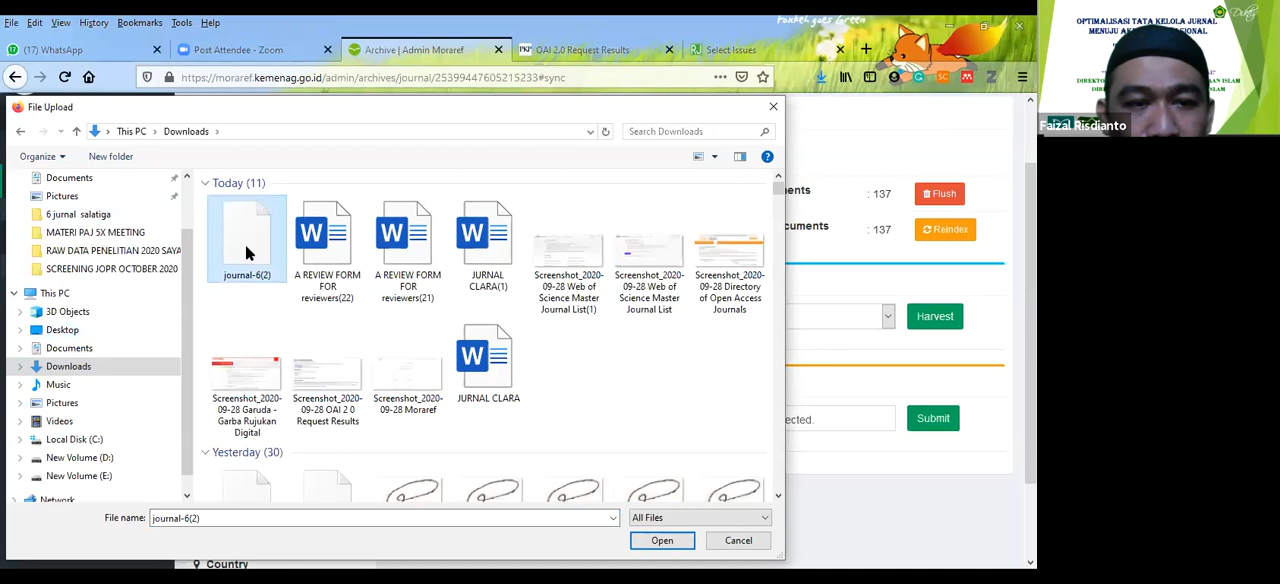 File Edit View History Bookmarks Tools Help
foxkeh goes Green
(17) WhatsApp
Post Attendee - Zoom
Archive | Admin Moraref
PKP OAI 2.0 Request Results
RJ Select Issues
https://moraref.kemenag.go.id/admin/archives/journal/25399447605215233#sync
OPTIMALISASI TATA KELOLA JURNAL
Faizal Risdianto
File Upload
This PC Downloads
Search Downloads
Organize
New folder
Documents
Pictures
6 jurnal salatiga
MATERI PAJ 5X MEETING
RAW DATA PENELITIAN 2020 SAYA
SCREENING JOPR OCTOBER 2020
This PC
3D Objects
Desktop
Documents
Downloads
Music
Pictures
Videos
Local Disk (C:)
New Volume (D:)
New Volume (E:)
Network
Today (11)
journal-6(2)
A REVIEW FORM
FOR
reviewers(22)
A REVIEW FORM
FOR
reviewers(21)
JURNAL
CLARA(1)
Screenshot_2020-
09-28 Web of
Science Master
Journal List(1)
Screenshot_2020-
09-28 Web of
Science Master
Journal List
Screenshot_2020-
09-28 Directory
of Open Access
Journals
Screenshot_2020-
09-28 Garuda -
Garba Rujukan
Digital
Screenshot_2020-
09-28 OAI 2 0
Request Results
Screenshot_2020-
09-28 Moraref
JURNAL CLARA
Yesterday (30)
File name: journal-6(2)
All Files
Open Cancel
: 137 Flush
: 137 Reindex
Harvest
Submit
Country